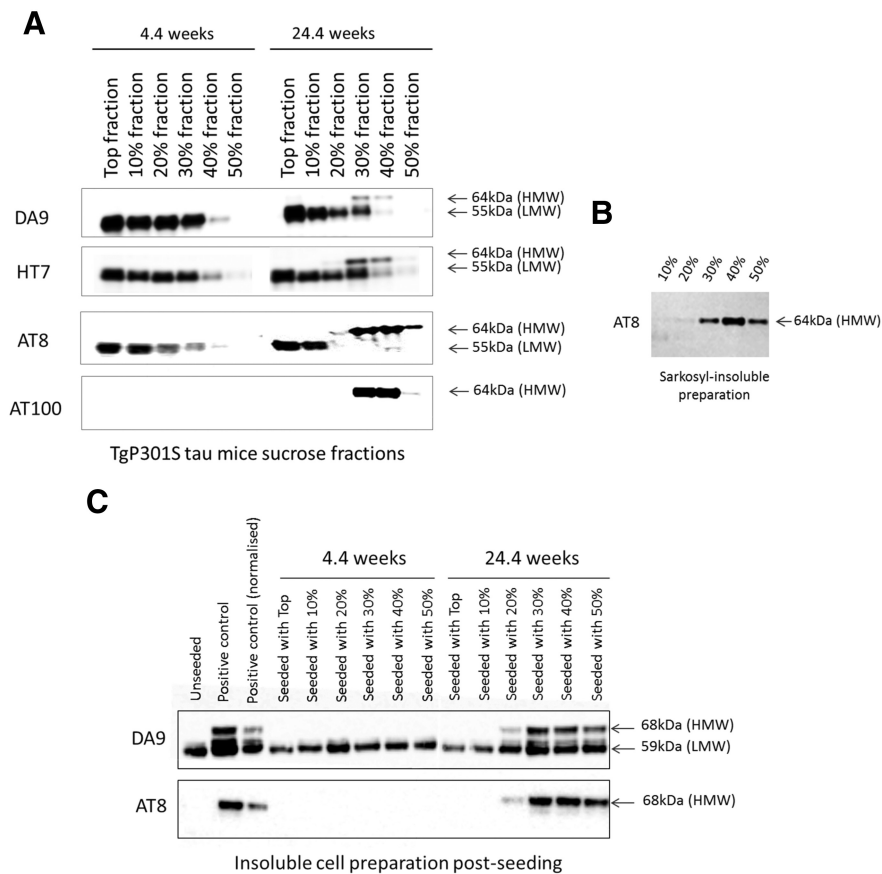 A
4.4 weeks
24.4 weeks
Top fraction
10% fraction
20% fraction
30% fraction
40% fraction
50% fraction
Top fraction
10% fraction
20% fraction
30% fraction
40% fraction
50% fraction
DA9
64kDa (HMW)
55kDa (LMW)
HT7
64kDa (HMW)
55kDa (LMW)
AT8
64kDa (HMW)
55kDa (LMW)
AT100
64kDa (HMW)
TgP301S tau mice sucrose fractions
B
10%
20%
30%
40%
50%
AT8
64kDa (HMW)
Sarkosyl-insoluble
preparation
C
4.4 weeks
24.4 weeks
Unseeded
Positive control
Positive control (normalised)
Seeded with Top
Seeded with 10%
Seeded with 20%
Seeded with 30%
Seeded with 40%
Seeded with 50%
Seeded with Top
Seeded with 10%
Seeded with 20%
Seeded with 30%
Seeded with 40%
Seeded with 50%
DA9
68kDa (HMW)
59kDa (LMW)
AT8
68kDa (HMW)
Insoluble cell preparation post-seeding